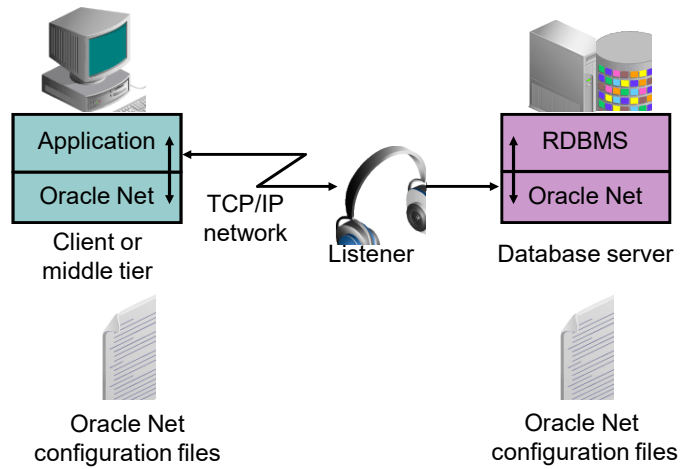 Application
Oracle Net
Client or
middle tier
TCP/IP
network
Listener
RDBMS
Oracle Net
Database server
Oracle Net
configuration files
Oracle Net
configuration files